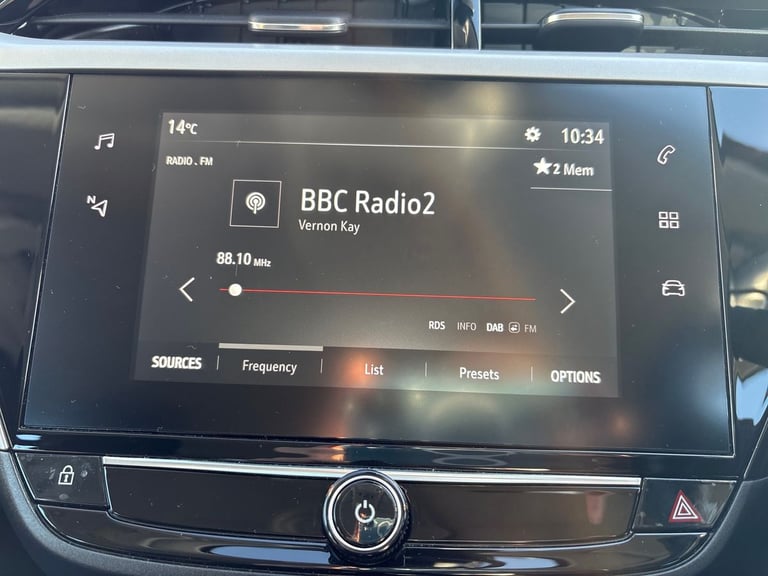 14°C
10:34
RADIO . FM
2 Mem
N
BBC Radio2
Vernon Kay
88.10 MHz
RDS INFO DAB FM
SOURCES Frequency List Presets OPTIONS